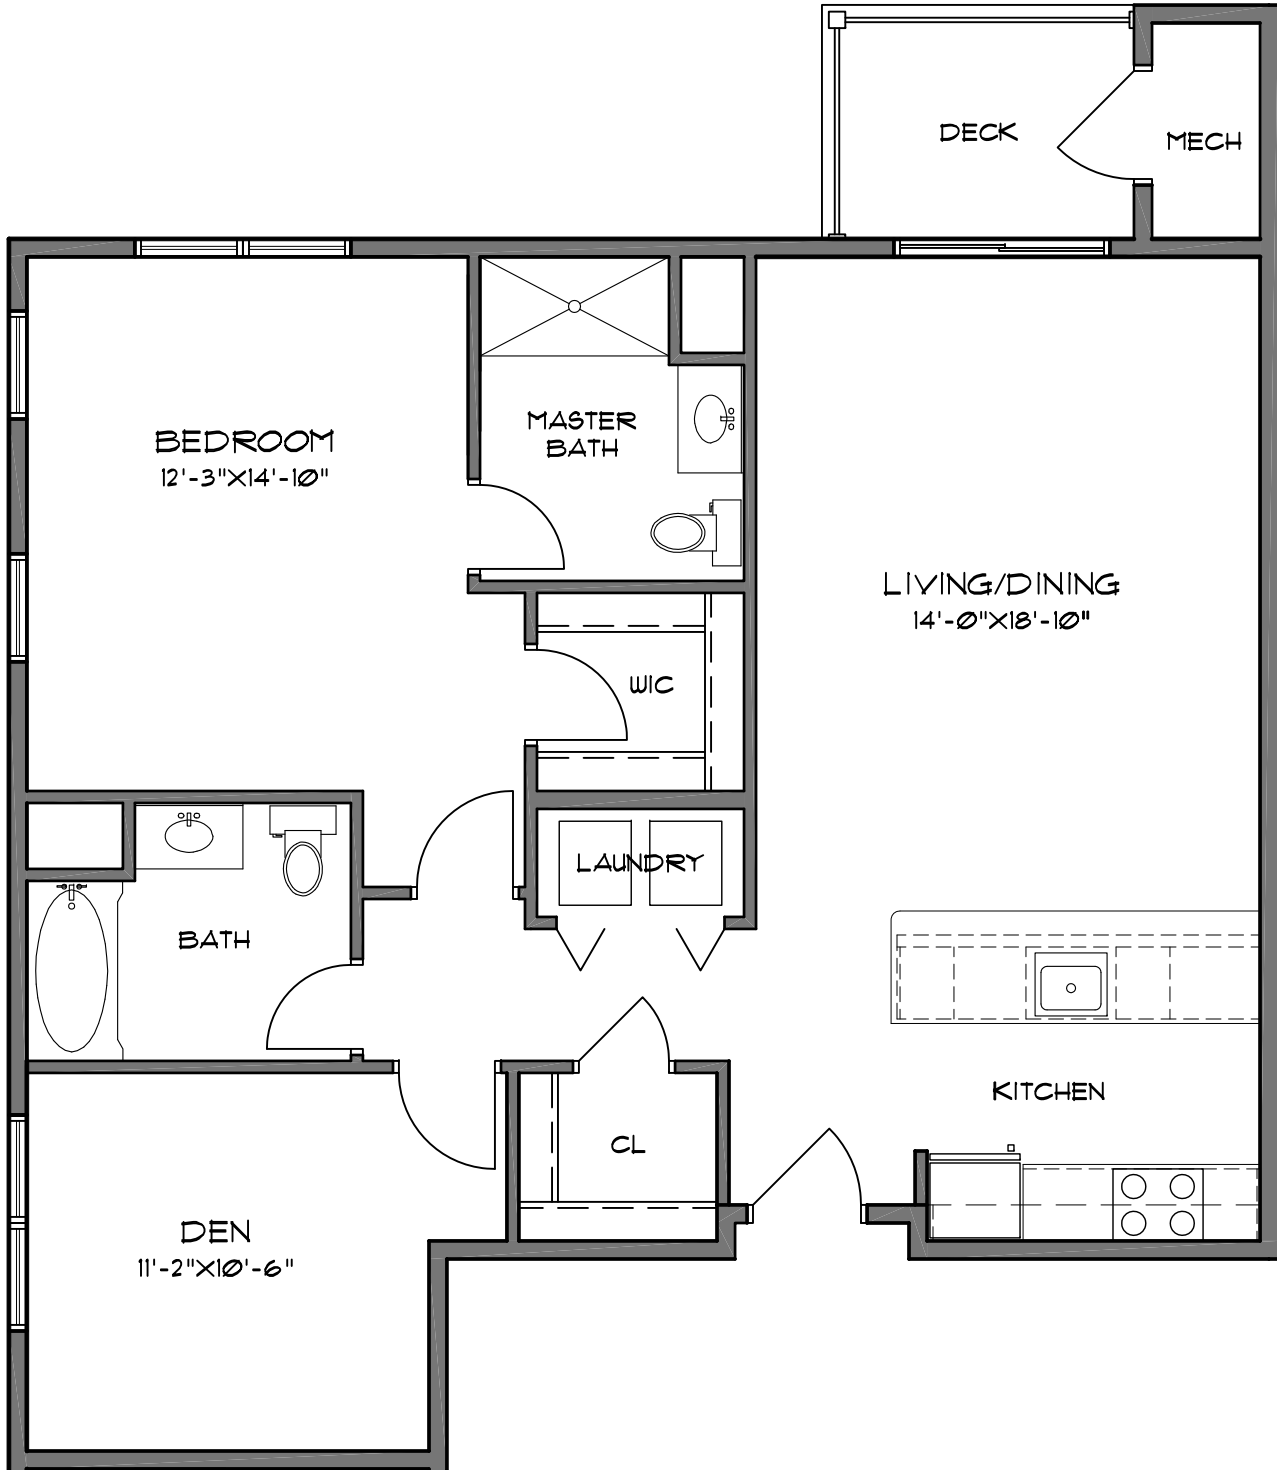 DECK
MECH
BEDROOM
12'-3"X14'-10"
MASTER
BATH
LIVING/DINING
14'-0"X18'-10"
WIC
LAUNDRY
BATH
KITCHEN
CL
DEN
11'-2"X10'-6"